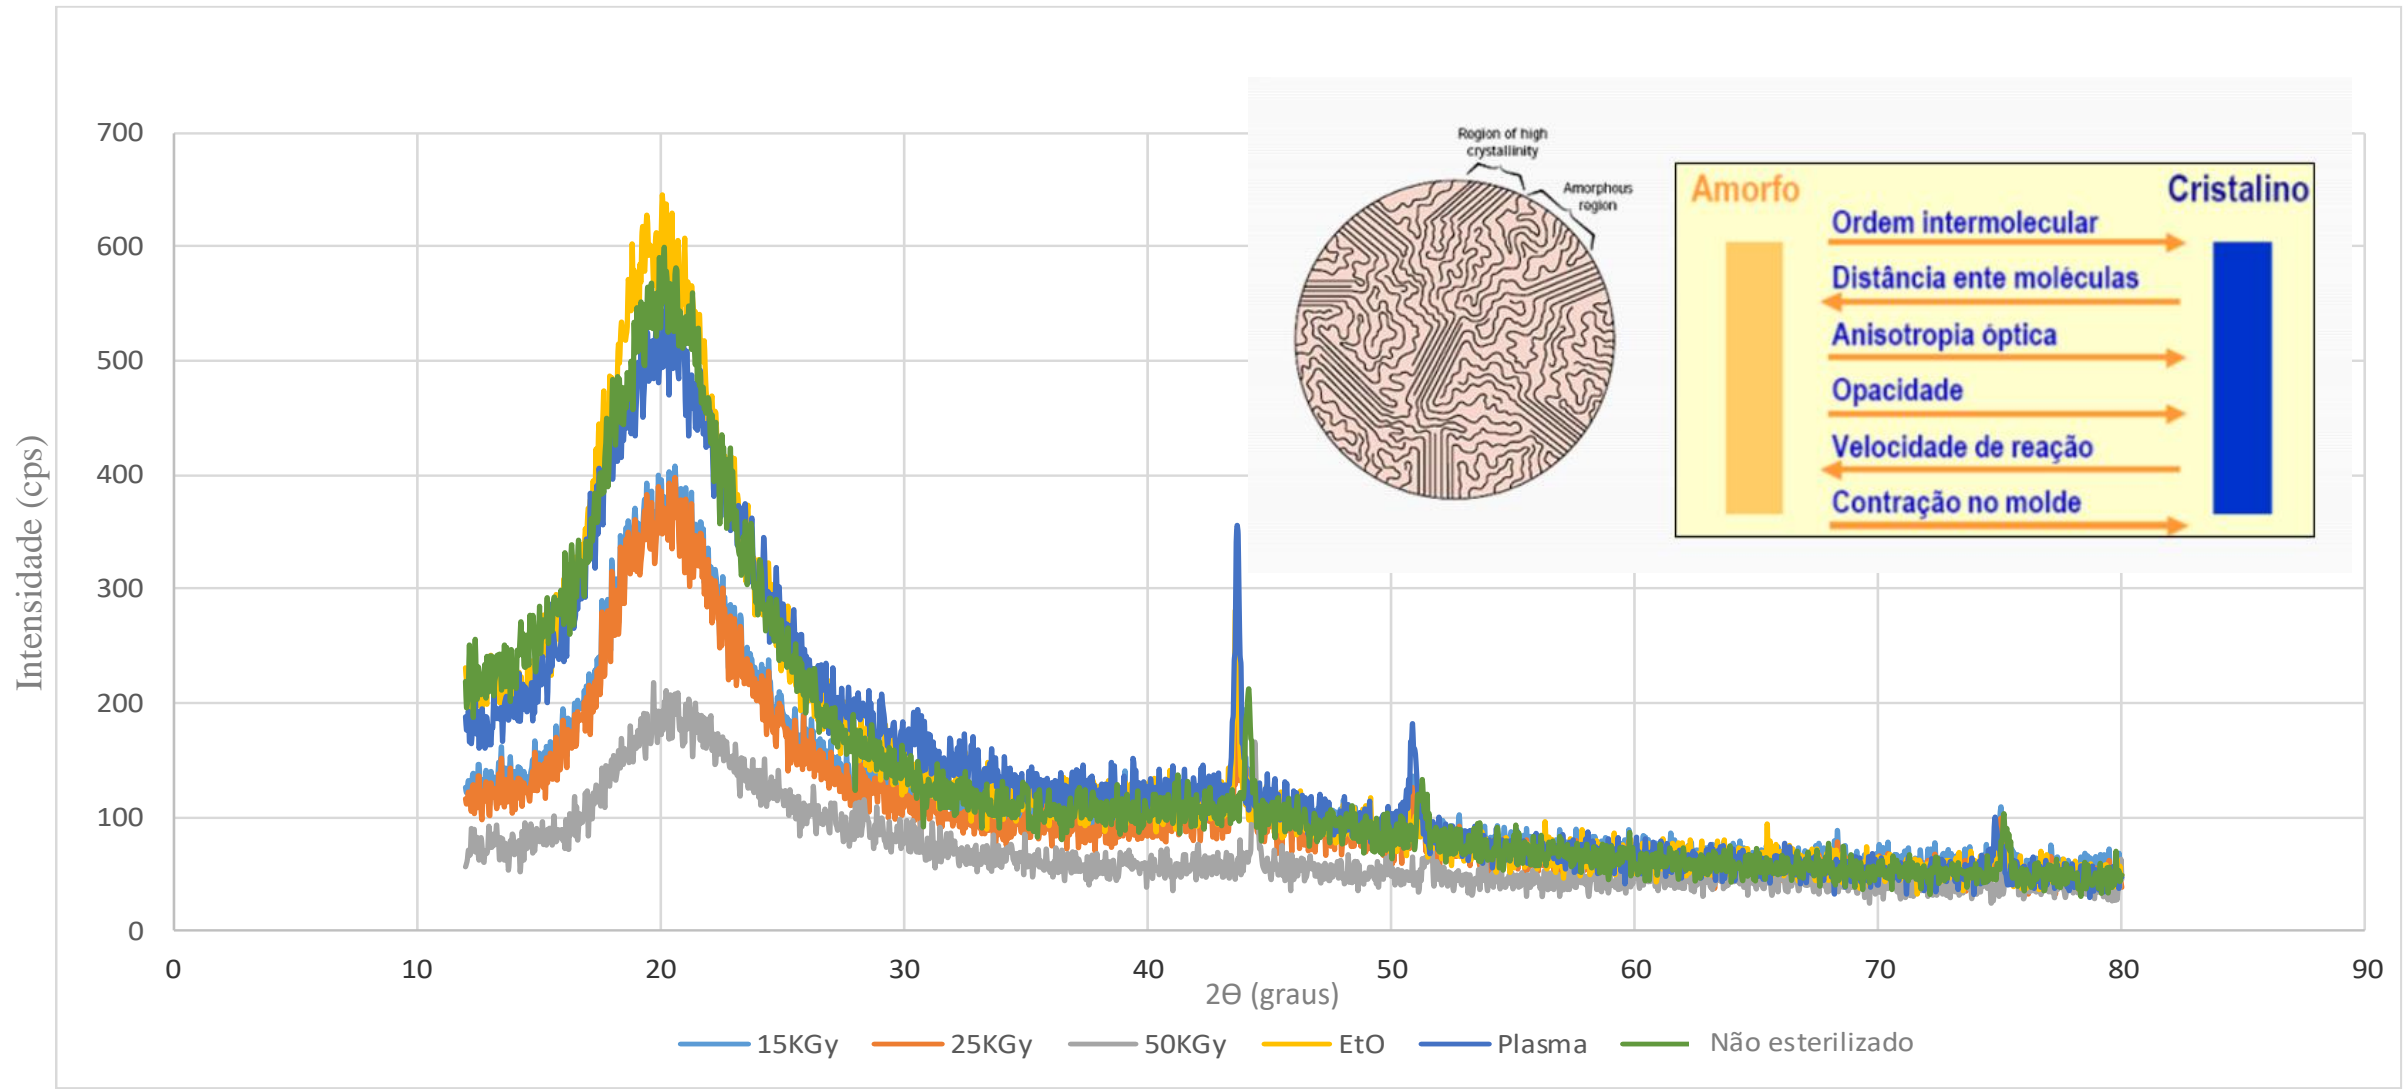 700
600
500
400
300
200
100
0
Intensidade (cps)
0 10 20 30 40 50 60 70 80 90
2Ɵ (graus)
15KGy 25KGy 50KGy EtO Plasma Não esterilizado
Region of high
crystallinity
Amorphous
region
Amorfo
Cristalino
Ordem intermolecular
Distância ente moléculas
Anisotropia óptica
Opacidade
Velocidade de reação
Contração no molde